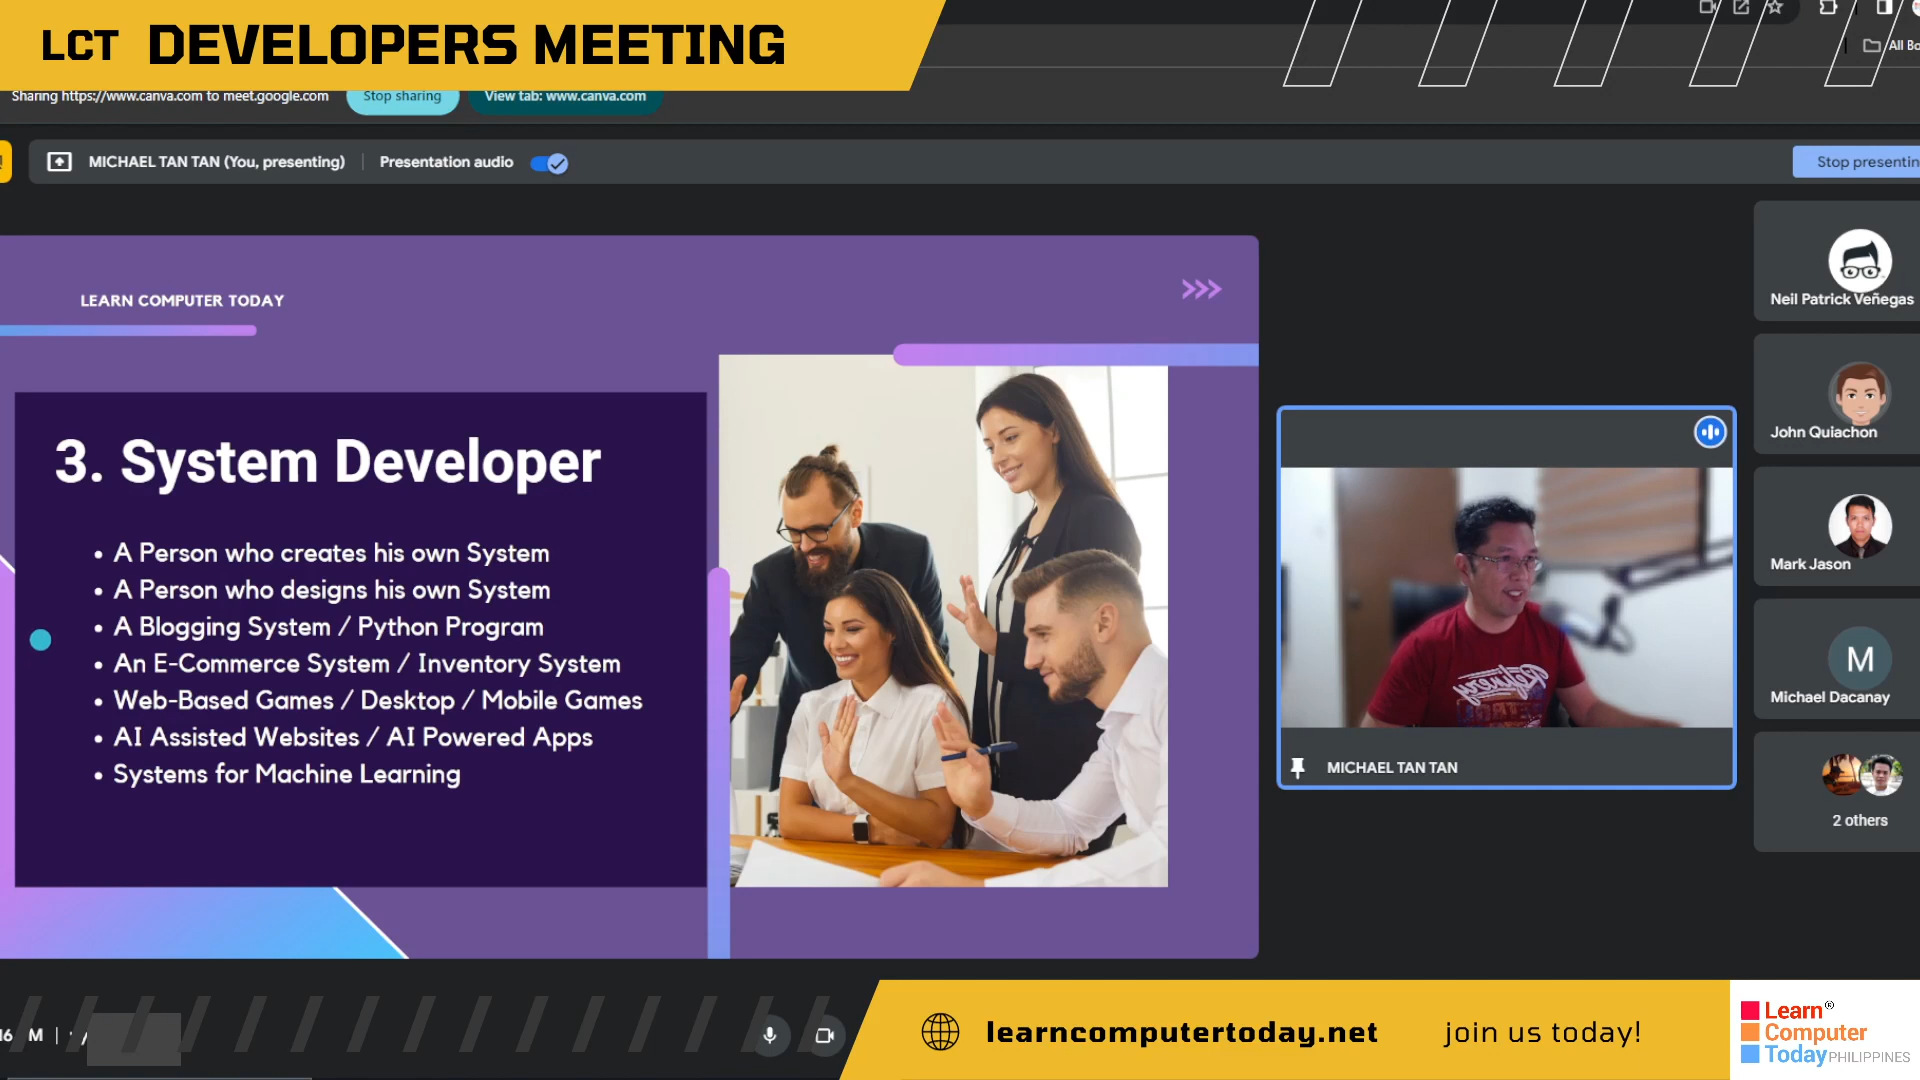 LCT DEVELOPERS MEETING
Sharing https://www.canva.com to meet.google.com
Stop sharing
View tab: www.canva.com
MICHAEL TAN TAN (You, presenting)
Presentation audio
LEARN COMPUTER TODAY
3. System Developer
• A Person who creates his own System
• A Person who designs his own System
• A Blogging System / Python Program
• An E-Commerce System / Inventory System
• Web-Based Games / Desktop / Mobile Games
• AI Assisted Websites / AI Powered Apps
• Systems for Machine Learning
MICHAEL TAN TAN
All
Stop
Neil Patrick Veñegas
John Quiachon
Mark Jason
M
Michael Dacanay
2 others
M
learncomputertoday.net
join us today!
Learn®
Computer
Today PHILIPPINES